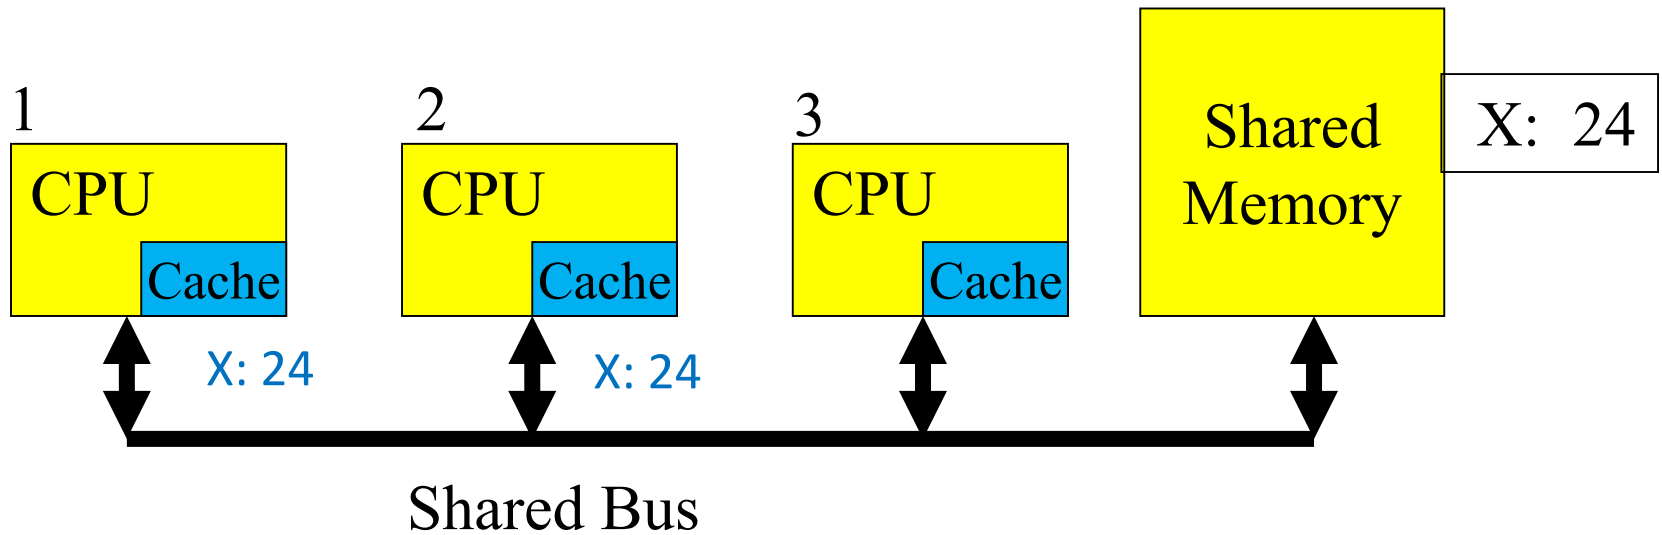 1
2
3
CPU
CPU
CPU
Cache
Cache
Cache
Shared
Memory
X: 24
X: 24
X: 24
Shared Bus